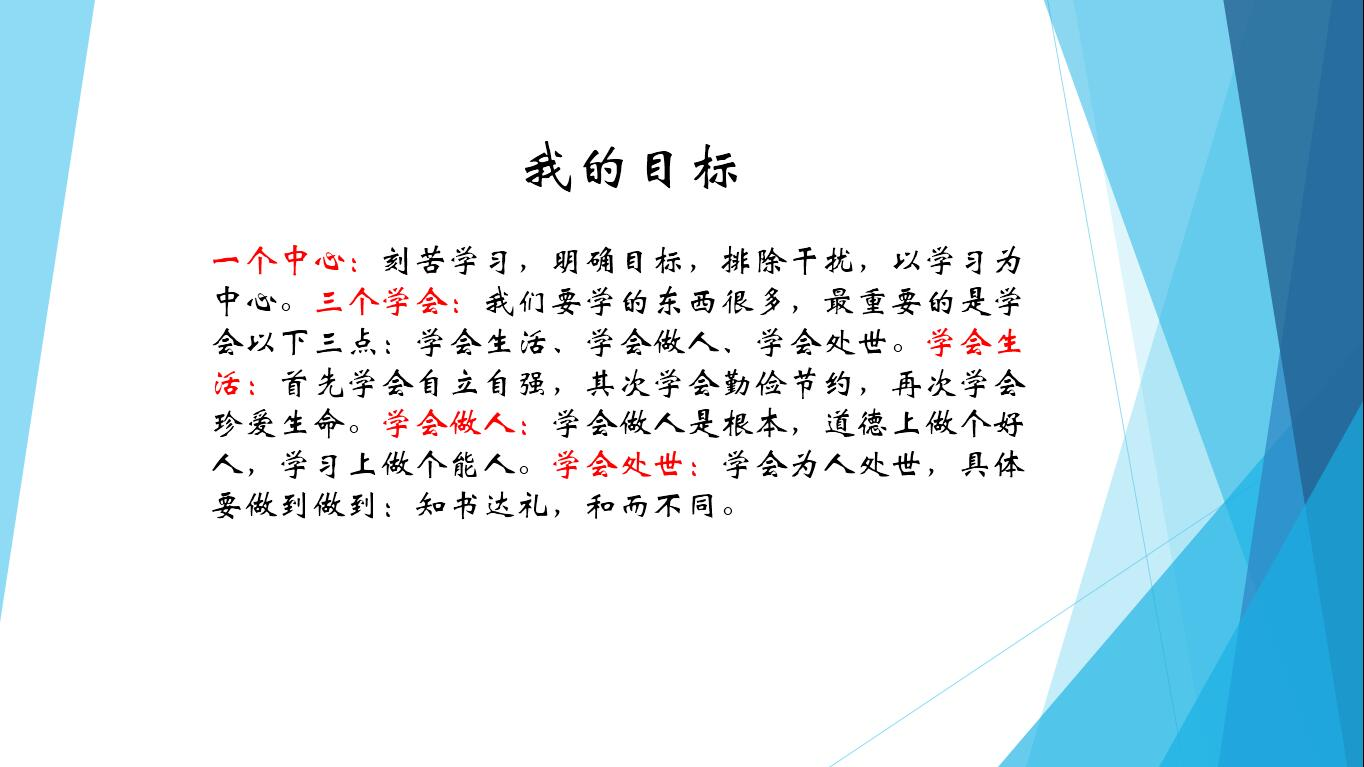 我的目标
一个中心：刻苦学习，明确目标，排除干扰，以学习为
中心。三个学会：我们要学的东西很多，最重要的是学
会以下三点：学会生活、学会做人、学会处世。学会生
活：首先学会自立自强，其次学会勤俭节约，再次学会
珍爱生命。学会做人：学会做人是根本，道德上做个好
人，学习上做个能人。学会处世：学会为人处世，具体
要做到做到：知书达礼，和而不同。